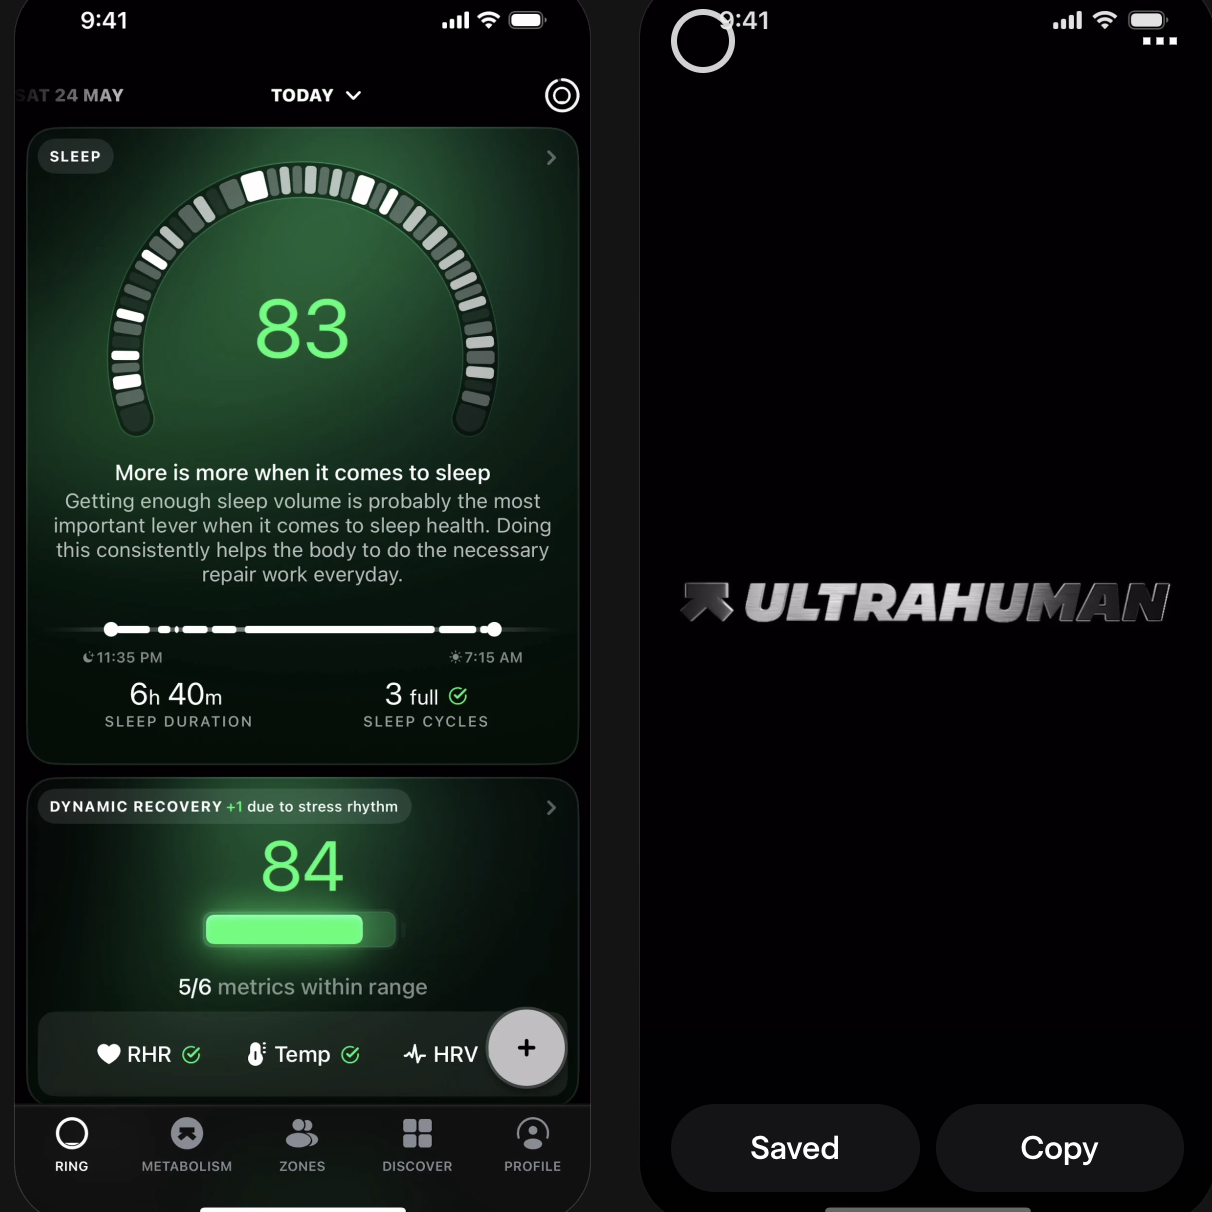 9:41
SAT 24 MAY
TODAY
SLEEP
83
More is more when it comes to sleep
Getting enough sleep volume is probably the most
important lever when it comes to sleep health. Doing
this consistently helps the body to do the necessary
repair work everyday.
11:35 PM
7:15 AM
6h 40m
SLEEP DURATION
3 full
SLEEP CYCLES
DYNAMIC RECOVERY +1 due to stress rhythm
84
5/6 metrics within range
RHR
Temp
HRV
+
RING
METABOLISM
ZONES
DISCOVER
PROFILE
9:41
ULTRAHUMAN
Saved
Copy